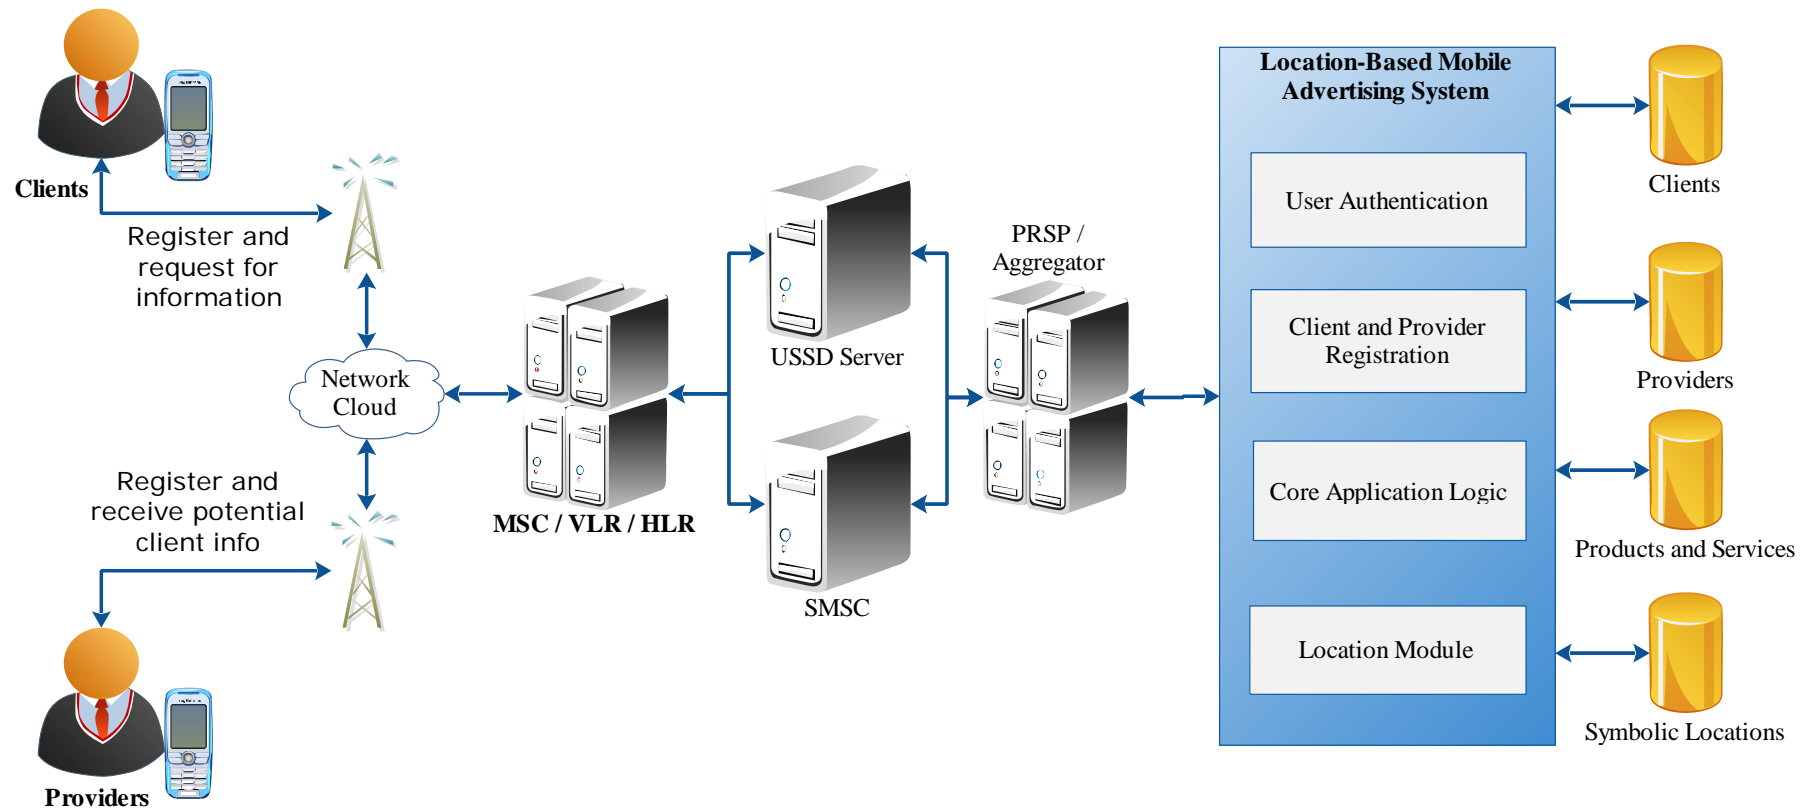 Clients
Register and
request for
information
Network
Cloud
Register and
receive potential
client info
Providers
MSC / VLR / HLR
USSD Server
SMSC
PRSP /
Aggregator
Location-Based Mobile
Advertising System
User Authentication
Client and Provider
Registration
Core Application Logic
Location Module
Clients
Providers
Products and Services
Symbolic Locations